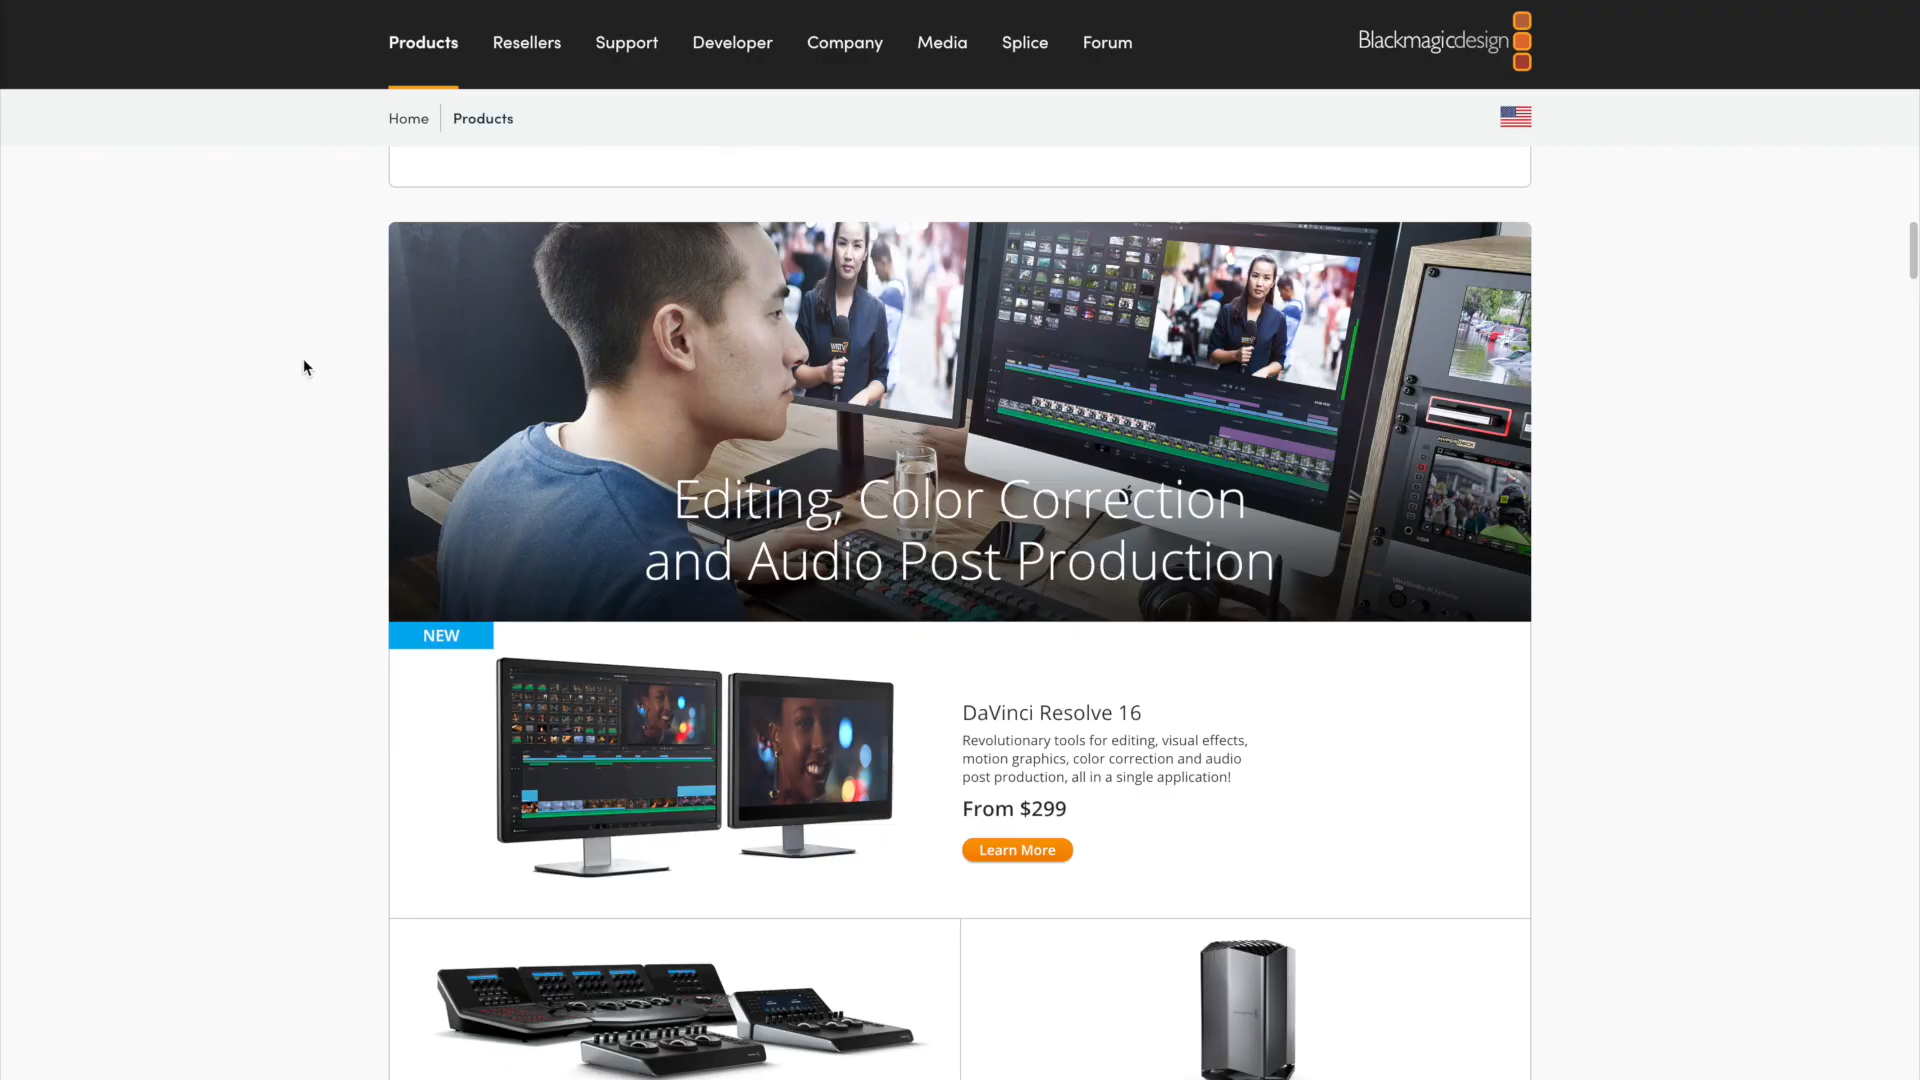 Products Resellers Support Developer Company Media Splice Forum
Blackmagicdesign
Home Products
Editing, Color Correction
and Audio Post Production
NEW
DaVinci Resolve 16
Revolutionary tools for editing, visual effects,
motion graphics, color correction and audio
post production, all in a single application!
From $299
Learn More